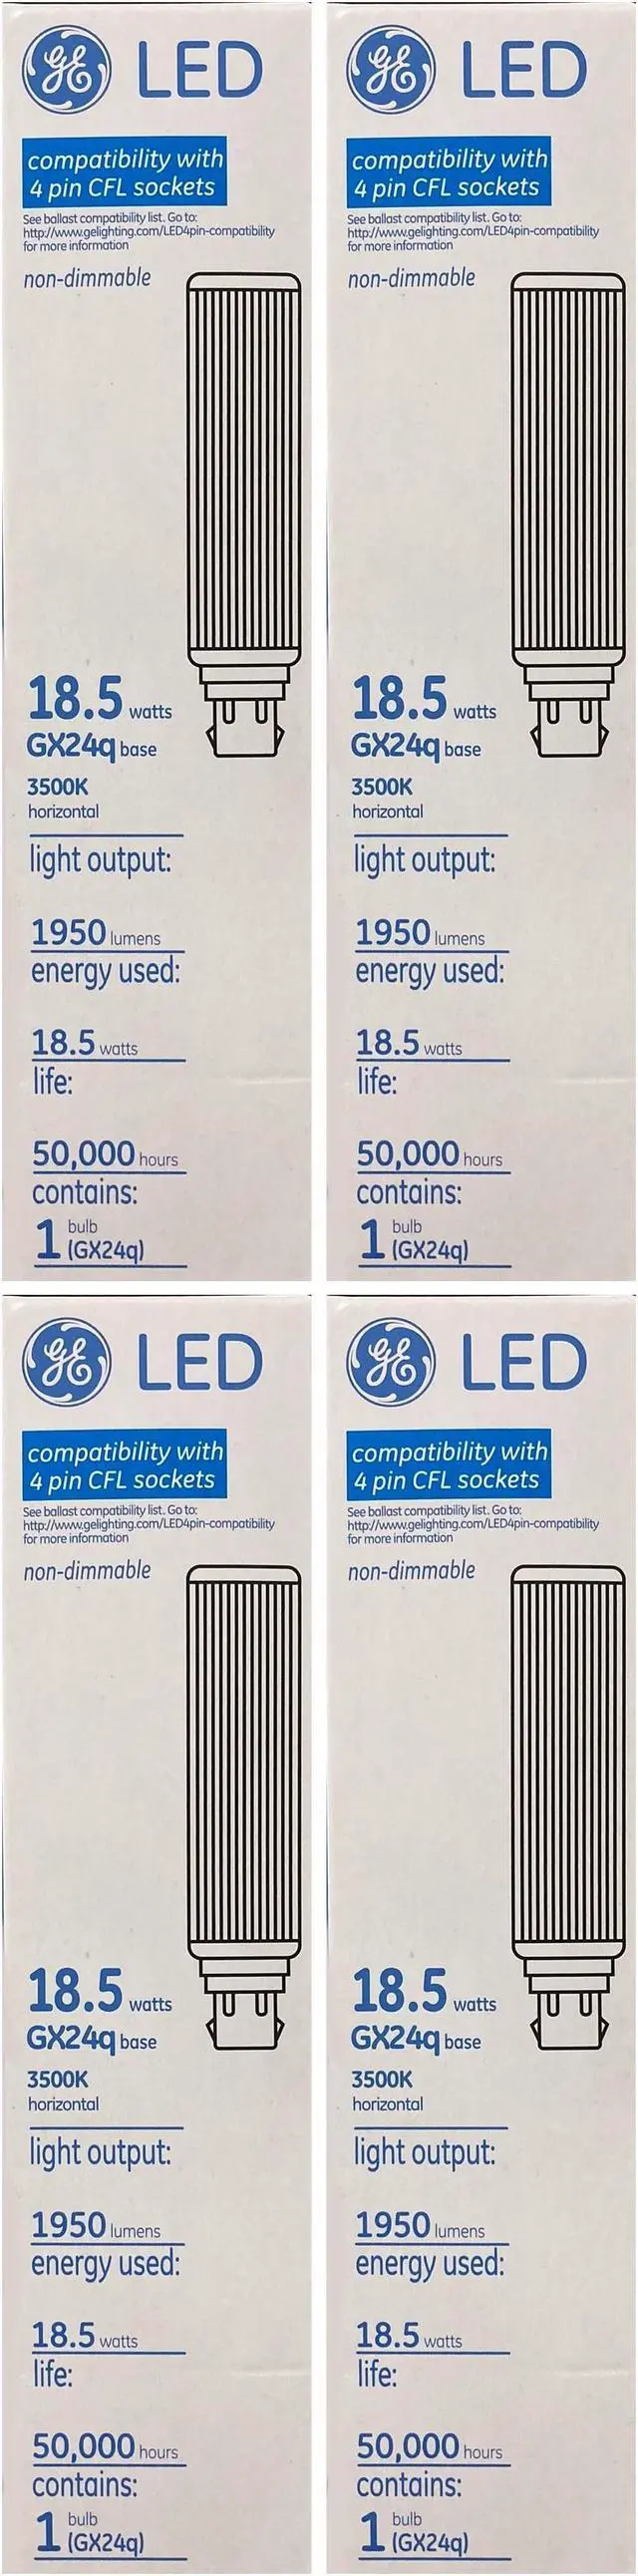 GE LED
compatibility with
4 pin CFL sockets
See ballast compatibility list. Go to:
http://www.gelighting.com/LED4pin-compatibility
for more information
non-dimmable
18.5 watts
GX24q base
3500K
horizontal
light output:
1950 lumens
energy used:
18.5 watts
life:
50,000 hours
contains:
1 bulb
(GX24q)
GE LED
compatibility with
4 pin CFL sockets
See ballast compatibility list. Go to:
http://www.gelighting.com/LED4pin-compatibility
for more information
non-dimmable
18.5 watts
GX24q base
3500K
horizontal
light output:
1950 lumens
energy used:
18.5 watts
life:
50,000 hours
contains:
1 bulb
(GX24q)
GE LED
compatibility with
4 pin CFL sockets
See ballast compatibility list. Go to:
http://www.gelighting.com/LED4pin-compatibility
for more information
non-dimmable
18.5 watts
GX24q base
3500K
horizontal
light output:
1950 lumens
energy used:
18.5 watts
life:
50,000 hours
contains:
1 bulb
(GX24q)
GE LED
compatibility with
4 pin CFL sockets
See ballast compatibility list. Go to:
http://www.gelighting.com/LED4pin-compatibility
for more information
non-dimmable
18.5 watts
GX24q base
3500K
horizontal
light output:
1950 lumens
energy used:
18.5 watts
life:
50,000 hours
contains:
1 bulb
(GX24q)